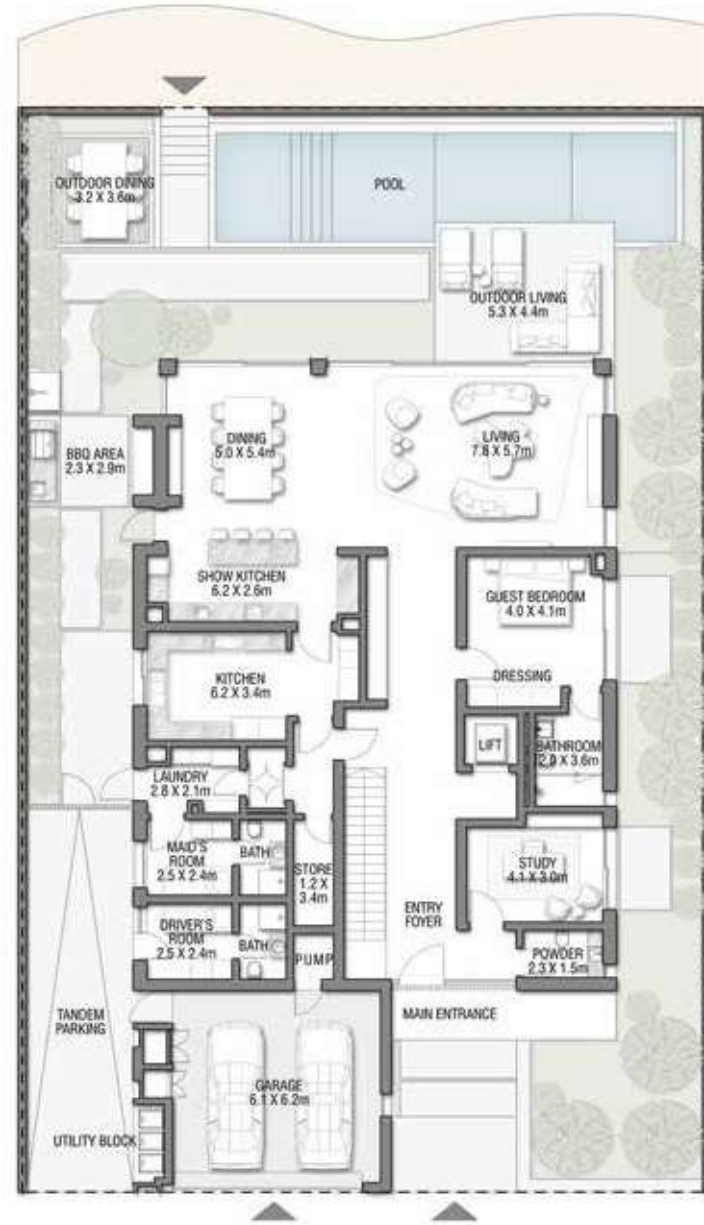 OUTDOOR DINING
3.2 X 3.6m
POOL
OUTDOOR LIVING
5.3 X 4.4m
BBQ AREA
2.3 X 2.9m
DINING
5.0 X 5.4m
LIVING
7.8 X 5.7m
SHOW KITCHEN
6.2 X 2.6m
GUEST BEDROOM
4.0 X 4.1m
KITCHEN
6.2 X 3.4m
DRESSING
LIFT
BATHROOM
2.0 X 3.6m
LAUNDRY
2.8 X 2.1m
MAID'S
ROOM
2.5 X 2.4m
BATH
STORE
1.2 X
3.4m
STUDY
4.1 X 3.0m
ENTRY
FOYER
DRIVER'S
ROOM
2.5 X 2.4m
BATH
PUMP
POWDER
2.3 X 1.5m
TANDEM
PARKING
MAIN ENTRANCE
GARAGE
6.1 X 6.2m
UTILITY BLOCK